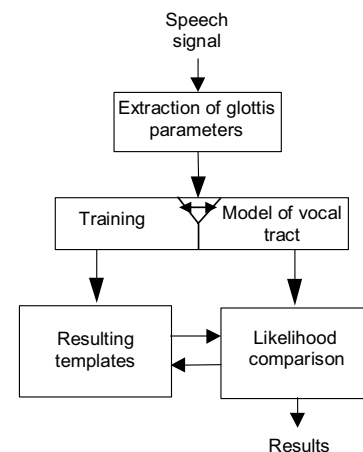 Speech
signal
Extraction of glottis
parameters
Training
Model of vocal
tract
Resulting
templates
Likelihood
comparison
Results